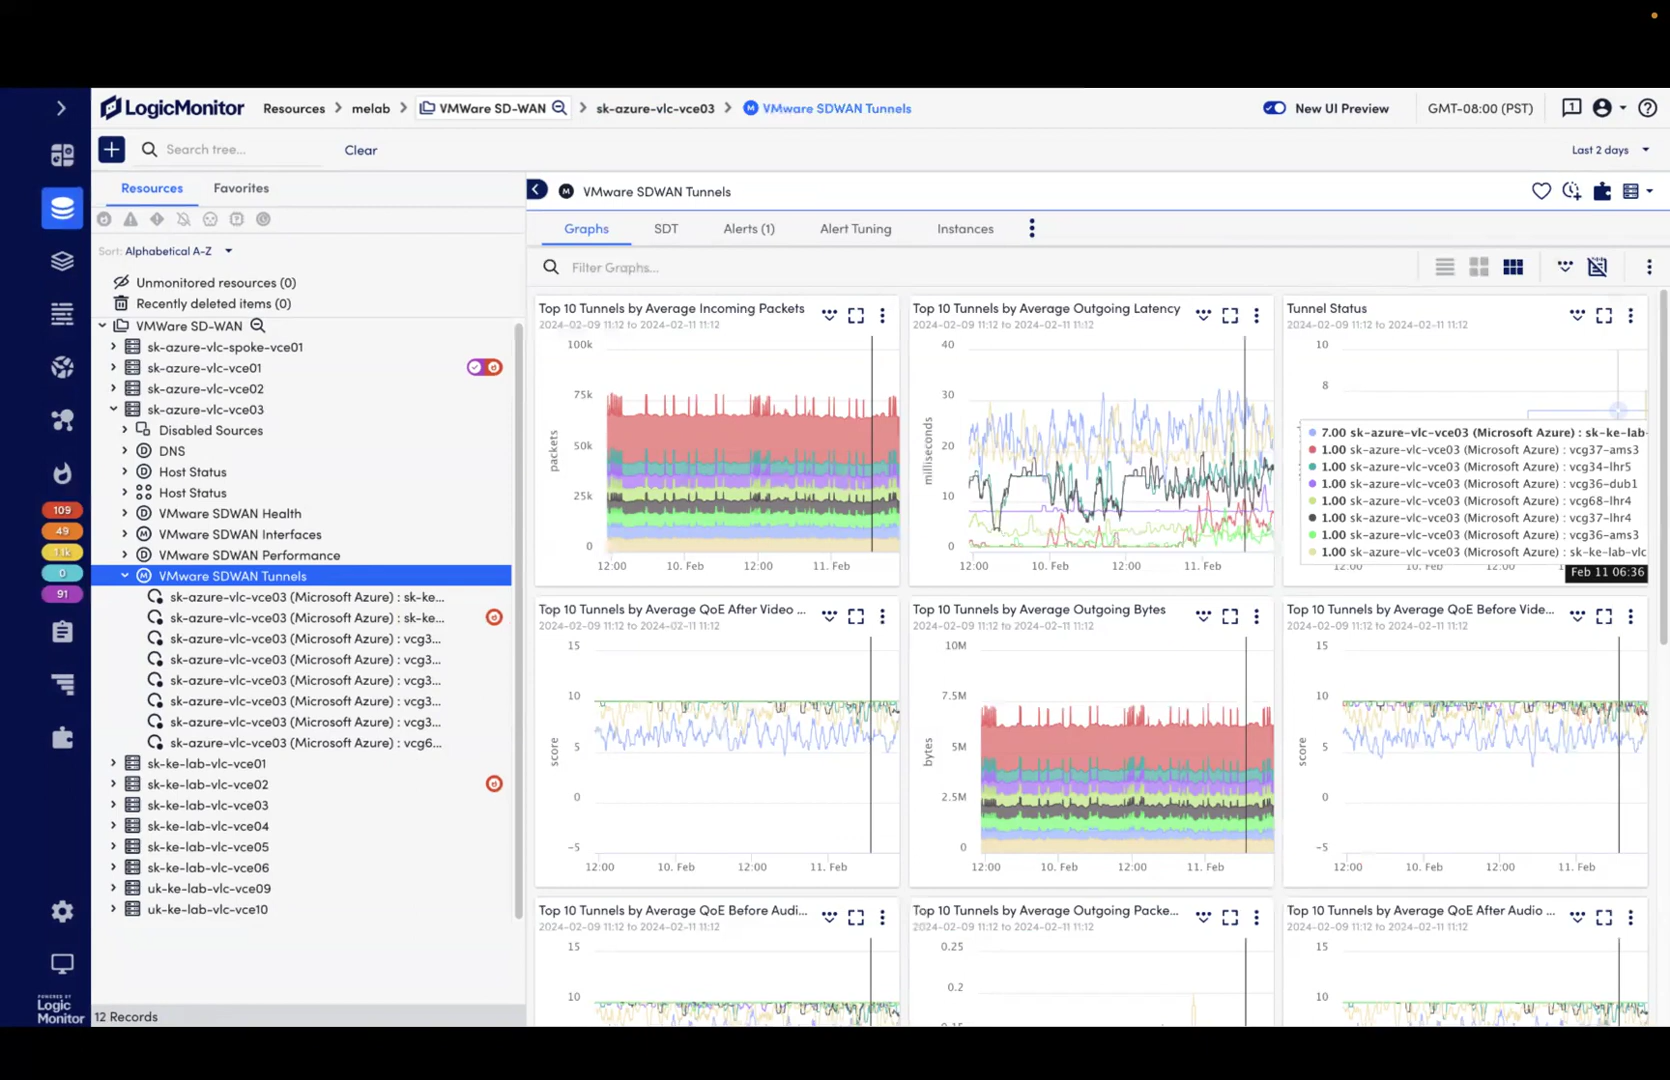 LogicMonitor Resources > melab > VMWare SD-WAN > sk-azure-vlc-vce03 > M VMware SDWAN Tunnels
New UI Preview GMT-08:00 (PST) 1
Search tree... Clear
Last 2 days
Resources Favorites
Sort: Alphabetical A-Z
Unmonitored resources (0)
Recently deleted items (0)
VMWare SD-WAN
sk-azure-vlc-spoke-vce01
sk-azure-vlc-vce01
sk-azure-vlc-vce02
sk-azure-vlc-vce03
Disabled Sources
D DNS
D Host Status
Host Status
D VMware SDWAN Health
M VMware SDWAN Interfaces
D VMware SDWAN Performance
M VMware SDWAN Tunnels
sk-azure-vlc-vce03 (Microsoft Azure) : sk-ke...
sk-azure-vlc-vce03 (Microsoft Azure) : sk-ke...
sk-azure-vlc-vce03 (Microsoft Azure) : vcg3...
sk-azure-vlc-vce03 (Microsoft Azure) : vcg3...
sk-azure-vlc-vce03 (Microsoft Azure) : vcg3...
sk-azure-vlc-vce03 (Microsoft Azure) : vcg3...
sk-azure-vlc-vce03 (Microsoft Azure) : vcg3...
sk-azure-vlc-vce03 (Microsoft Azure) : vcg6...
sk-ke-lab-vlc-vce01
sk-ke-lab-vlc-vce02
sk-ke-lab-vlc-vce03
sk-ke-lab-vlc-vce04
sk-ke-lab-vlc-vce05
sk-ke-lab-vlc-vce06
uk-ke-lab-vlc-vce09
uk-ke-lab-vlc-vce10
12 Records
109
49
1.1k
0
91
POWERED BY
Logic
Monitor
M VMware SDWAN Tunnels
Graphs SDT Alerts (1) Alert Tuning Instances
Filter Graphs...
Top 10 Tunnels by Average Incoming Packets
2024-02-09 11:12 to 2024-02-11 11:12
100k
75k
50k
25k
0
packets
12:00 10. Feb 12:00 11. Feb
Top 10 Tunnels by Average Outgoing Latency
2024-02-09 11:12 to 2024-02-11 11:12
40
30
20
10
0
milliseconds
12:00 10. Feb 12:00 11. Feb
Tunnel Status
2024-02-09 11:12 to 2024-02-11 11:12
10
8
7.00 sk-azure-vlc-vce03 (Microsoft Azure) : sk-ke-lab-
1.00 sk-azure-vlc-vce03 (Microsoft Azure) : vcg37-ams3
1.00 sk-azure-vlc-vce03 (Microsoft Azure) : vcg34-lhr5
1.00 sk-azure-vlc-vce03 (Microsoft Azure) : vcg36-dub1
1.00 sk-azure-vlc-vce03 (Microsoft Azure) : vcg68-lhr4
1.00 sk-azure-vlc-vce03 (Microsoft Azure) : vcg37-lhr4
1.00 sk-azure-vlc-vce03 (Microsoft Azure) : vcg36-ams3
1.00 sk-azure-vlc-vce03 (Microsoft Azure) : sk-ke-lab-vlc
12:00 10. Feb 12:00 11. Feb
Feb 11 06:36
Top 10 Tunnels by Average QoE After Video ...
2024-02-09 11:12 to 2024-02-11 11:12
15
10
5
0
-5
score
12:00 10. Feb 12:00 11. Feb
Top 10 Tunnels by Average Outgoing Bytes
2024-02-09 11:12 to 2024-02-11 11:12
10M
7.5M
5M
2.5M
0
bytes
12:00 10. Feb 12:00 11. Feb
Top 10 Tunnels by Average QoE Before Vide...
2024-02-09 11:12 to 2024-02-11 11:12
15
10
5
0
-5
score
12:00 10. Feb 12:00 11. Feb
Top 10 Tunnels by Average QoE Before Audi...
2024-02-09 11:12 to 2024-02-11 11:12
15
10
Top 10 Tunnels by Average Outgoing Packe...
2024-02-09 11:12 to 2024-02-11 11:12
0.25
0.2
0.15
Top 10 Tunnels by Average QoE After Audio ...
2024-02-09 11:12 to 2024-02-11 11:12
15
10